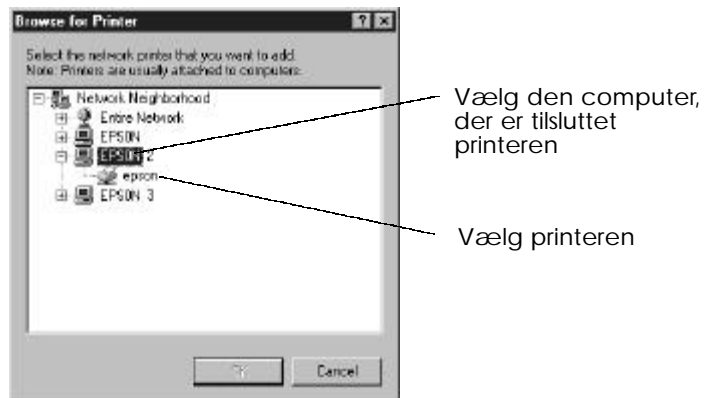 Browse for Printer
Select the network printer that you want to add.
Note: Printers are usually attached to computers.
Network Neighborhood
Entire Network
EPSON
EPSON 2
epson
EPSON 3
Vælg den computer,
der er tilsluttet
printeren
Vælg printeren
OK
Cancel